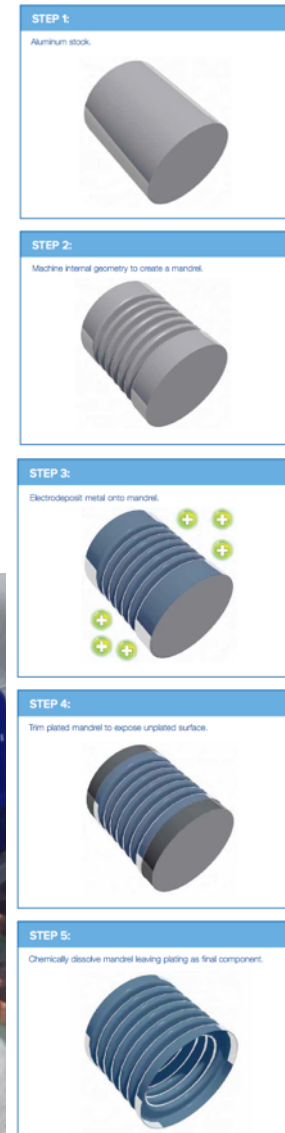 STEP 1:
Aluminum stock.
STEP 2:
Machine internal geometry to create a mandrel.
STEP 3:
Electrodeposit metal onto mandrel.
STEP 4:
Trim plated mandrel to expose unplated surface.
STEP 5:
Chemically dissolve mandrel leaving plating as final component.